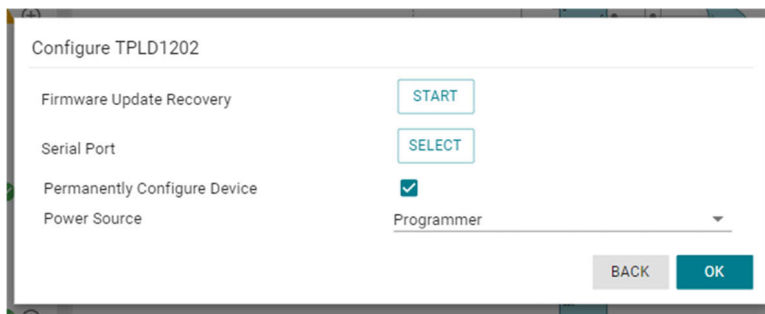 Configure TPLD1202
Firmware Update Recovery START
Serial Port SELECT
Permanently Configure Device
Power Source Programmer
BACK OK